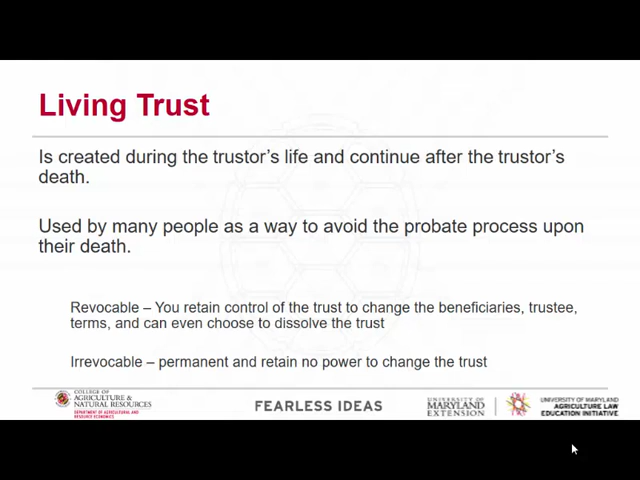 Living Trust
Is created during the trustor's life and continue after the trustor's
death.
Used by many people as a way to avoid the probate process upon
their death.
Revocable – You retain control of the trust to change the beneficiaries, trustee,
terms, and can even choose to dissolve the trust
Irrevocable – permanent and retain no power to change the trust
COLLEGE OF
AGRICULTURE &
NATURAL RESOURCES
DEPARTMENT OF AGRICULTURAL AND
RESOURCE ECONOMICS
FEARLESS IDEAS
UNIVERSITY OF
MARYLAND
EXTENSION
UNIVERSITY OF MARYLAND
AGRICULTURE LAW
EDUCATION INITIATIVE